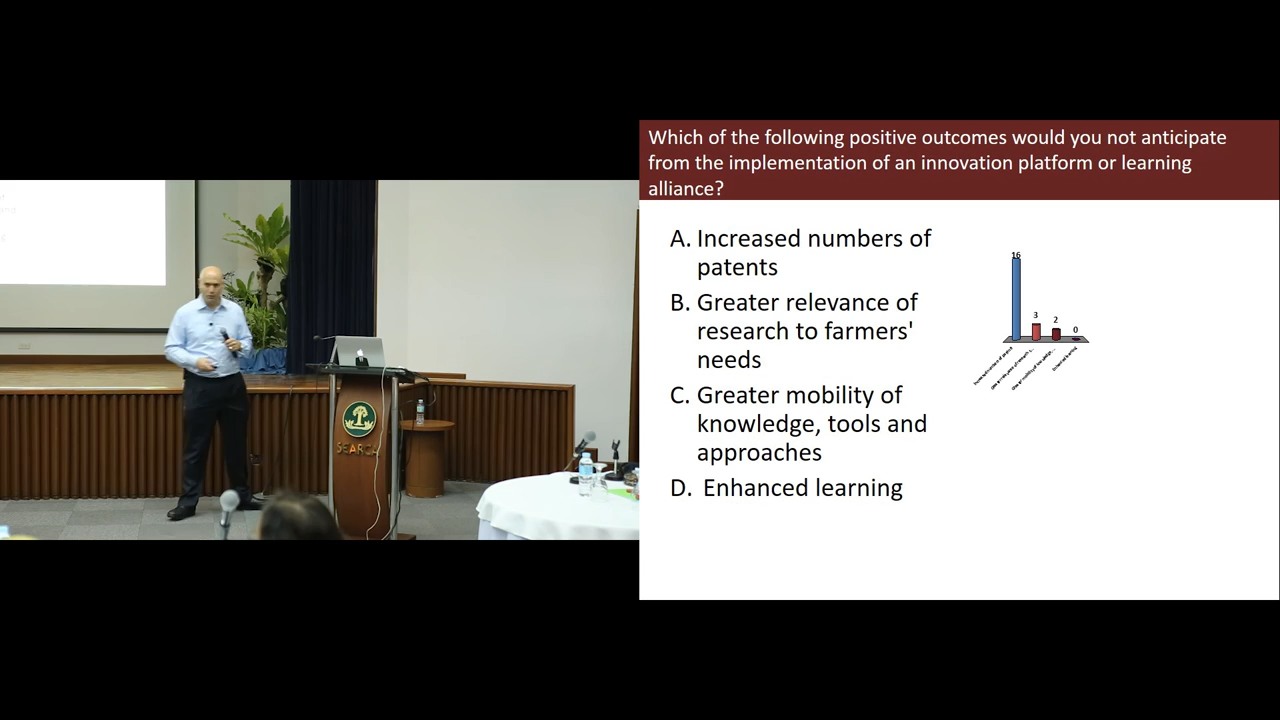 Which of the following positive outcomes would you not anticipate
from the implementation of an innovation platform or learning
alliance?
A. Increased numbers of
patents
B. Greater relevance of
research to farmers'
needs
C. Greater mobility of
knowledge, tools and
approaches
D. Enhanced learning
16
3
2
0
SEARCA